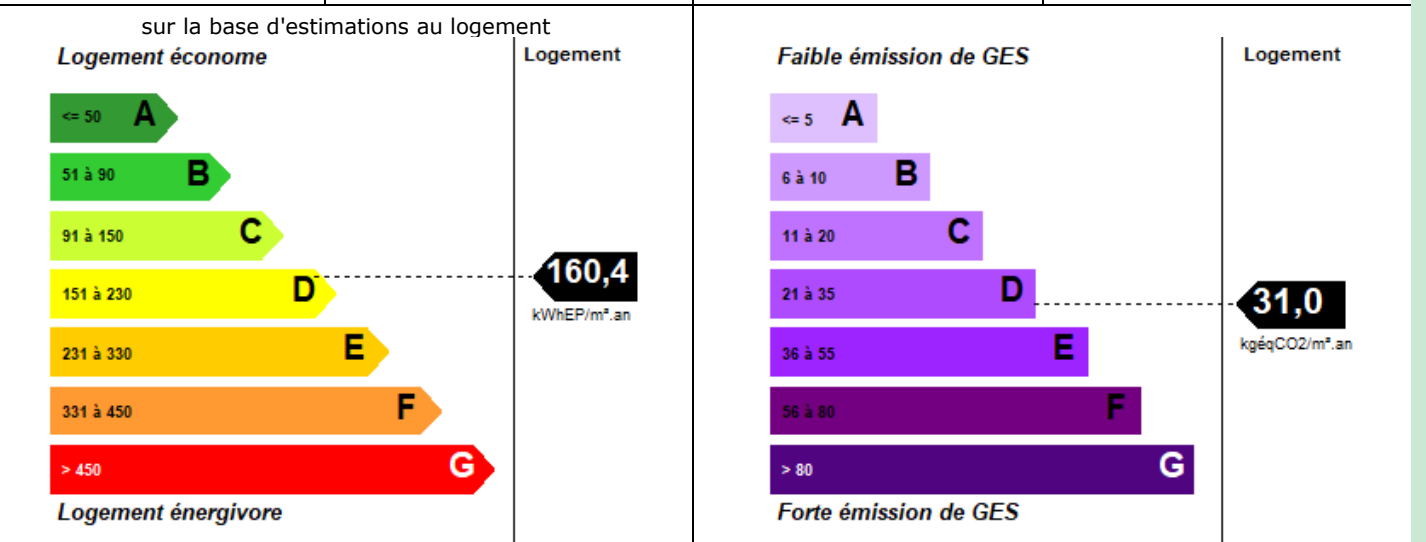 sur la base d'estimations au logement
Logement économe
Logement
<= 50 A
51 à 90 B
91 à 150 C
151 à 230 D
160,4
kWhEP/m².an
231 à 330 E
331 à 450 F
> 450 G
Logement énergivore
Faible émission de GES
Logement
<= 5 A
6 à 10 B
11 à 20 C
21 à 35 D
31,0
kgéqCO2/m².an
36 à 55 E
56 à 80 F
> 80 G
Forte émission de GES